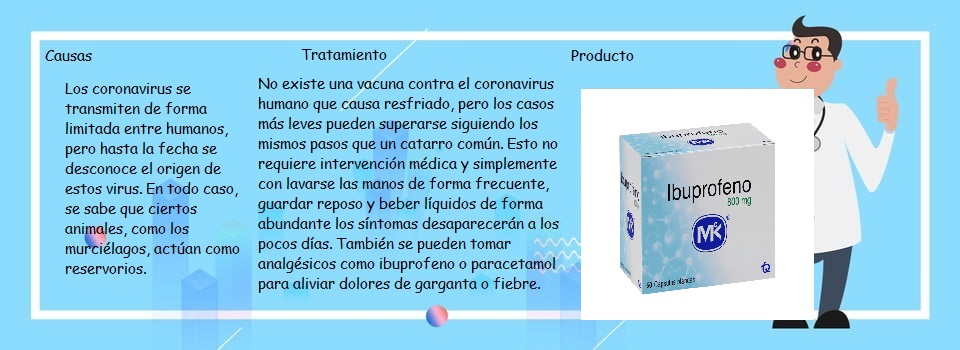 Causas
Los coronavirus se
transmiten de forma
limitada entre humanos,
pero hasta la fecha se
desconoce el origen de
estos virus. En todo caso,
se sabe que ciertos
animales, como los
murciélagos, actúan como
reservorios.
Tratamiento
No existe una vacuna contra el coronavirus
humano que causa resfriado, pero los casos
más leves pueden superarse siguiendo los
mismos pasos que un catarro común. Esto no
requiere intervención médica y simplemente
con lavarse las manos de forma frecuente,
guardar reposo y beber líquidos de forma
abundante los síntomas desaparecerán a los
pocos días. También se pueden tomar
analgésicos como ibuprofeno o paracetamol
para aliviar dolores de garganta o fiebre.
Producto
Ibuprofeno
Ibuprofeno
800 mg
MK
MK
50 Cápsulas blandas